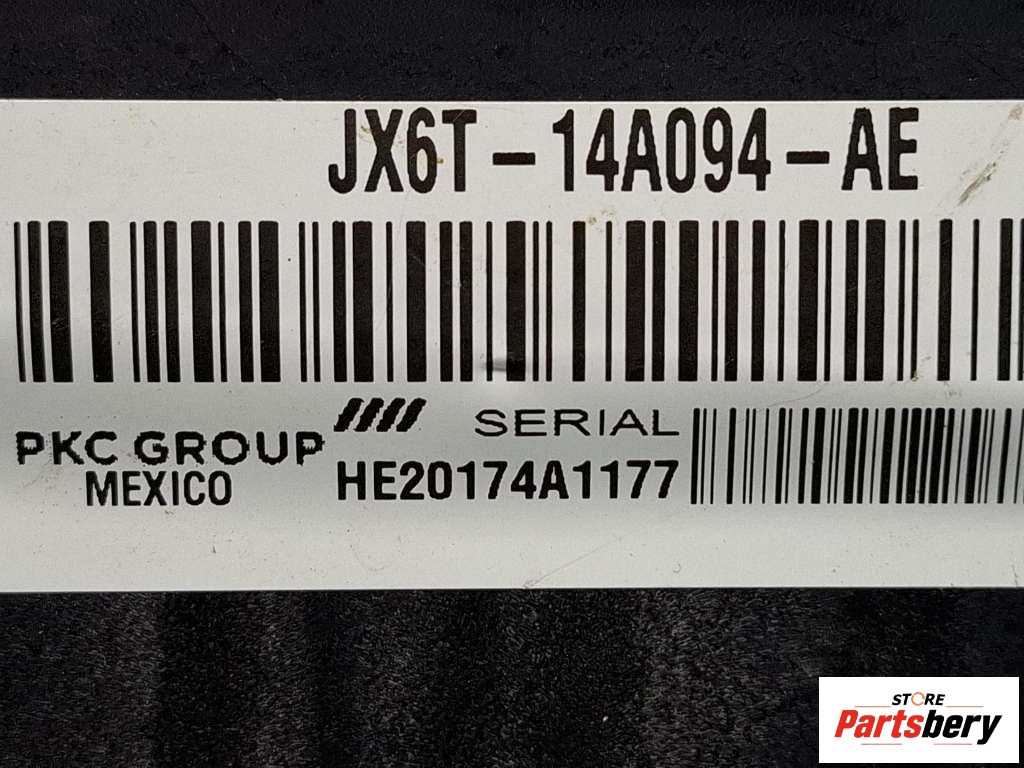 JX6T-14A094-AE
PKC GROUP
MEXICO
SERIAL
HE20174A1177
STORE
Partsbery